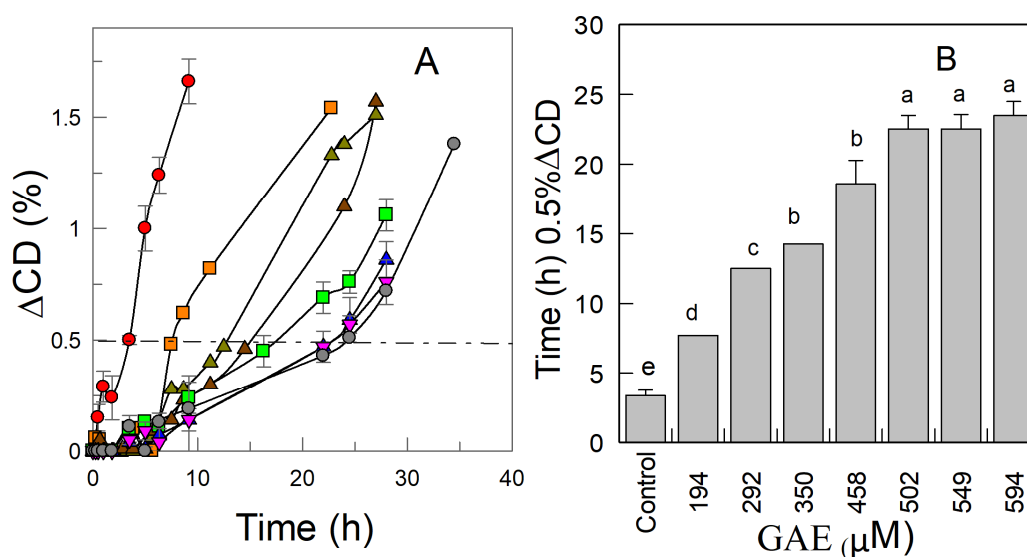 A
ΔCD (%)
1.5
1
0.5
0
0
10
20
30
40
Time (h)
B
Time (h) 0.5%ΔCD
30
25
20
15
10
5
0
e
d
c
b
b
a
a
a
Control
194
292
350
458
502
549
594
GAE (μM)